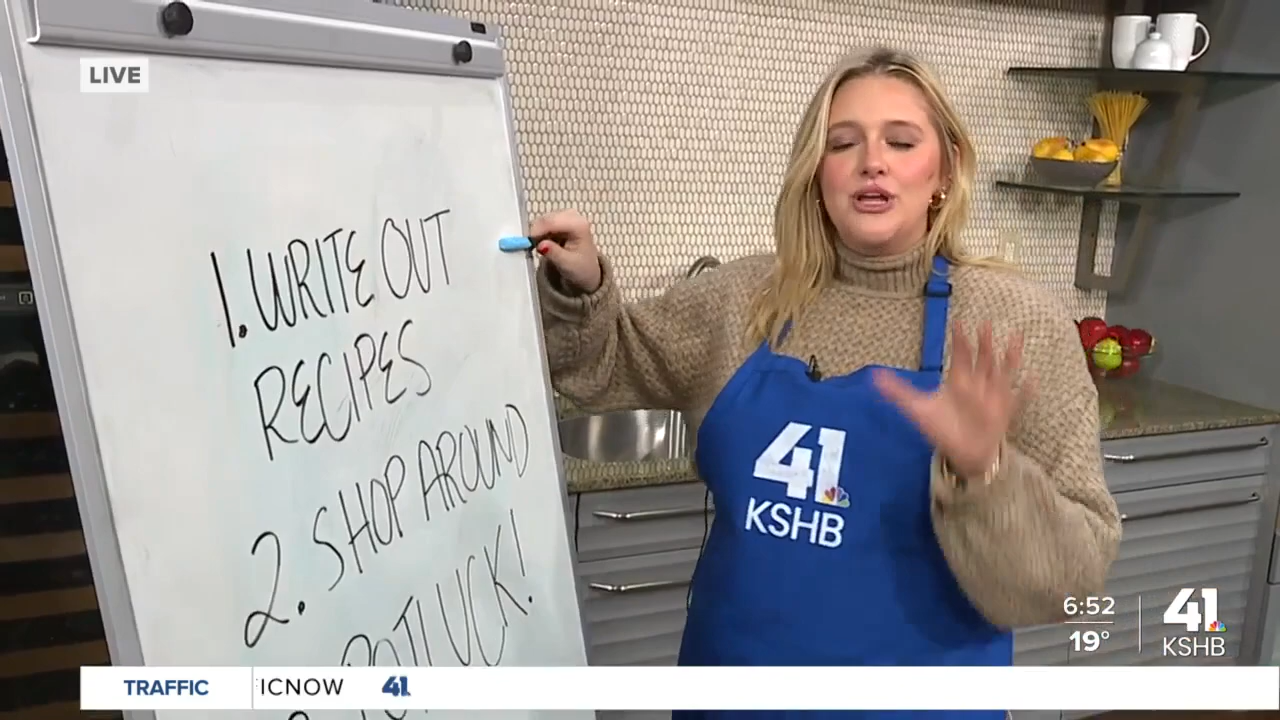 LIVE
1. WRITE OUT
RECIPES
2. SHOP AROUND
POTLUCK!
41
KSHB
6:52
19°
41
KSHB
TRAFFIC
ICNOW
41